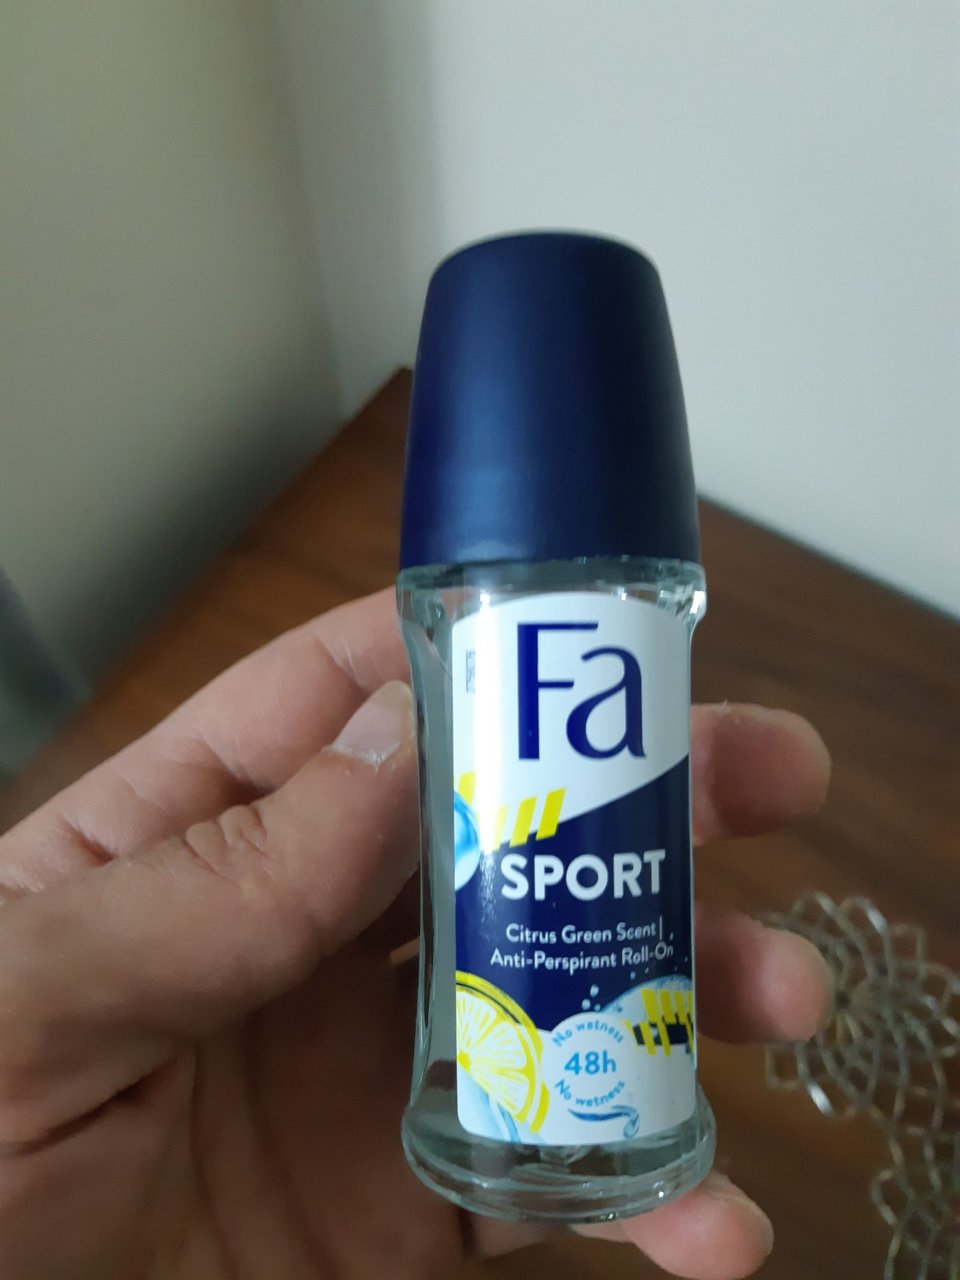 Fa
SPORT
Citrus Green Scent |
Anti-Perspirant Roll-On
No wetness
48h
No wetness